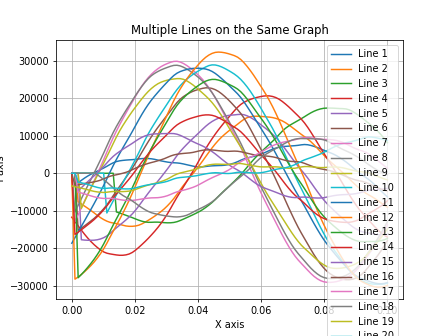 Multiple Lines on the Same Graph
30000
20000
10000
0
−10000
−20000
−30000
0.00
0.02
0.04
0.06
X axis
Line 1
Line 2
Line 3
Line 4
Line 5
Line 6
Line 7
Line 8
Line 9
Line 10
Line 11
Line 12
Line 13
Line 14
Line 15
Line 16
Line 17
Line 18
Line 19
Line 20